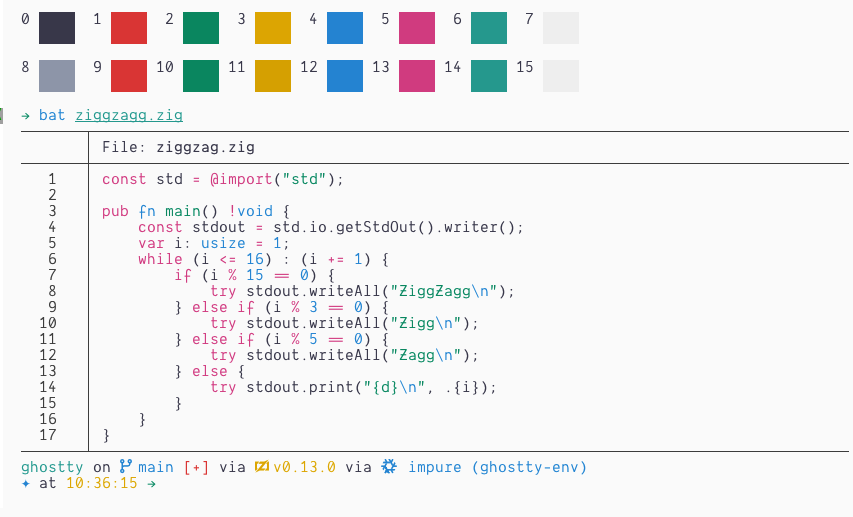 0 1 2 3 4 5 6 7
8 9 10 11 12 13 14 15
→ bat ziggzagg.zig
File: ziggzag.zig
1 const std = @import("std");
2
3 pub fn main() !void {
4 const stdout = std.io.getStdOut().writer();
5 var i: usize = 1;
6 while (i <= 16) : (i += 1) {
7 if (i % 15 == 0) {
8 try stdout.writeAll("ƵiggƵagg\n");
9 } else if (i % 3 == 0) {
10 try stdout.writeAll("Ƶigg\n");
11 } else if (i % 5 == 0) {
12 try stdout.writeAll("Ƶagg\n");
13 } else {
14 try stdout.print("{d}\n", .{i});
15 }
16 }
17 }
ghostty on main [+] via v0.13.0 via impure (ghostty-env)
✦ at 10:36:15 →